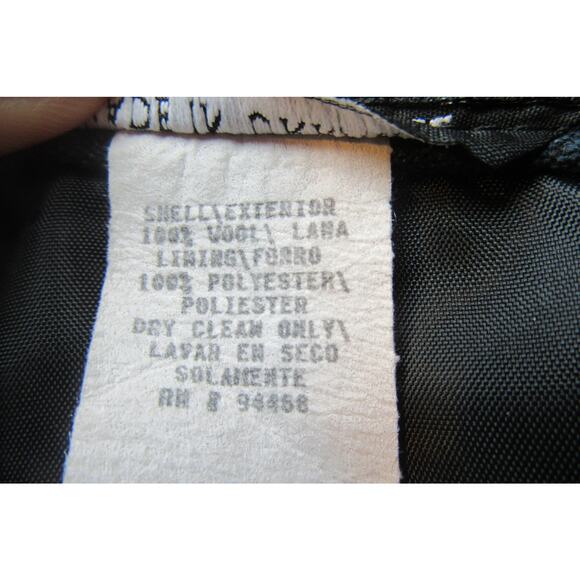 SHELL\EXTERIOR
100% WOOL\ LANA
LINING/FORRO
100% POLYESTER\
POLIESTER
DRY CLEAN ONLY\
LAVAR EN SECO
SOLAMENTE
RN # 94468